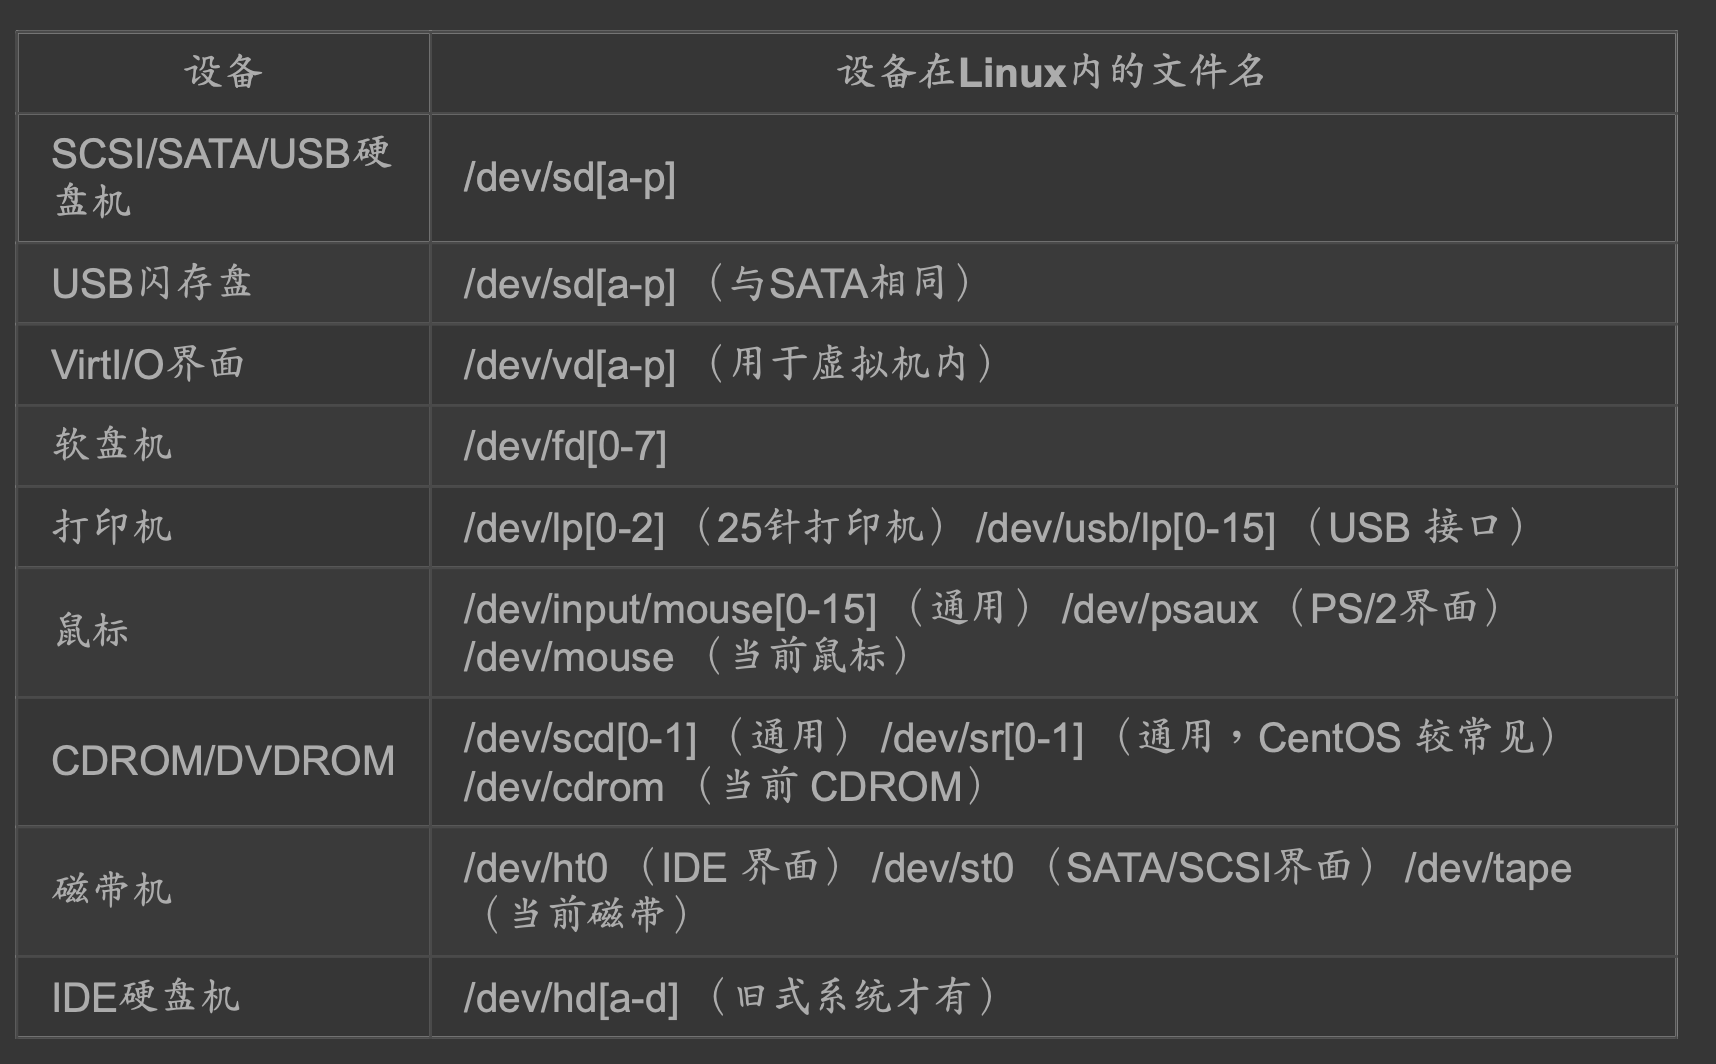 设备
设备在Linux内的文件名
SCSI/SATA/USB硬
盘机
/dev/sd[a-p]
USB闪存盘
/dev/sd[a-p] （与SATA相同）
VirtI/O界面
/dev/vd[a-p] （用于虚拟机内）
软盘机
/dev/fd[0-7]
打印机
/dev/lp[0-2] （25针打印机） /dev/usb/lp[0-15] （USB 接口）
鼠标
/dev/input/mouse[0-15] （通用） /dev/psaux （PS/2界面）
/dev/mouse （当前鼠标）
CDROM/DVDROM
/dev/scd[0-1] （通用） /dev/sr[0-1] （通用，CentOS 较常见）
/dev/cdrom （当前 CDROM）
磁带机
/dev/ht0 （IDE 界面） /dev/st0 （SATA/SCSI界面） /dev/tape
（当前磁带）
IDE硬盘机
/dev/hd[a-d] （旧式系统才有）